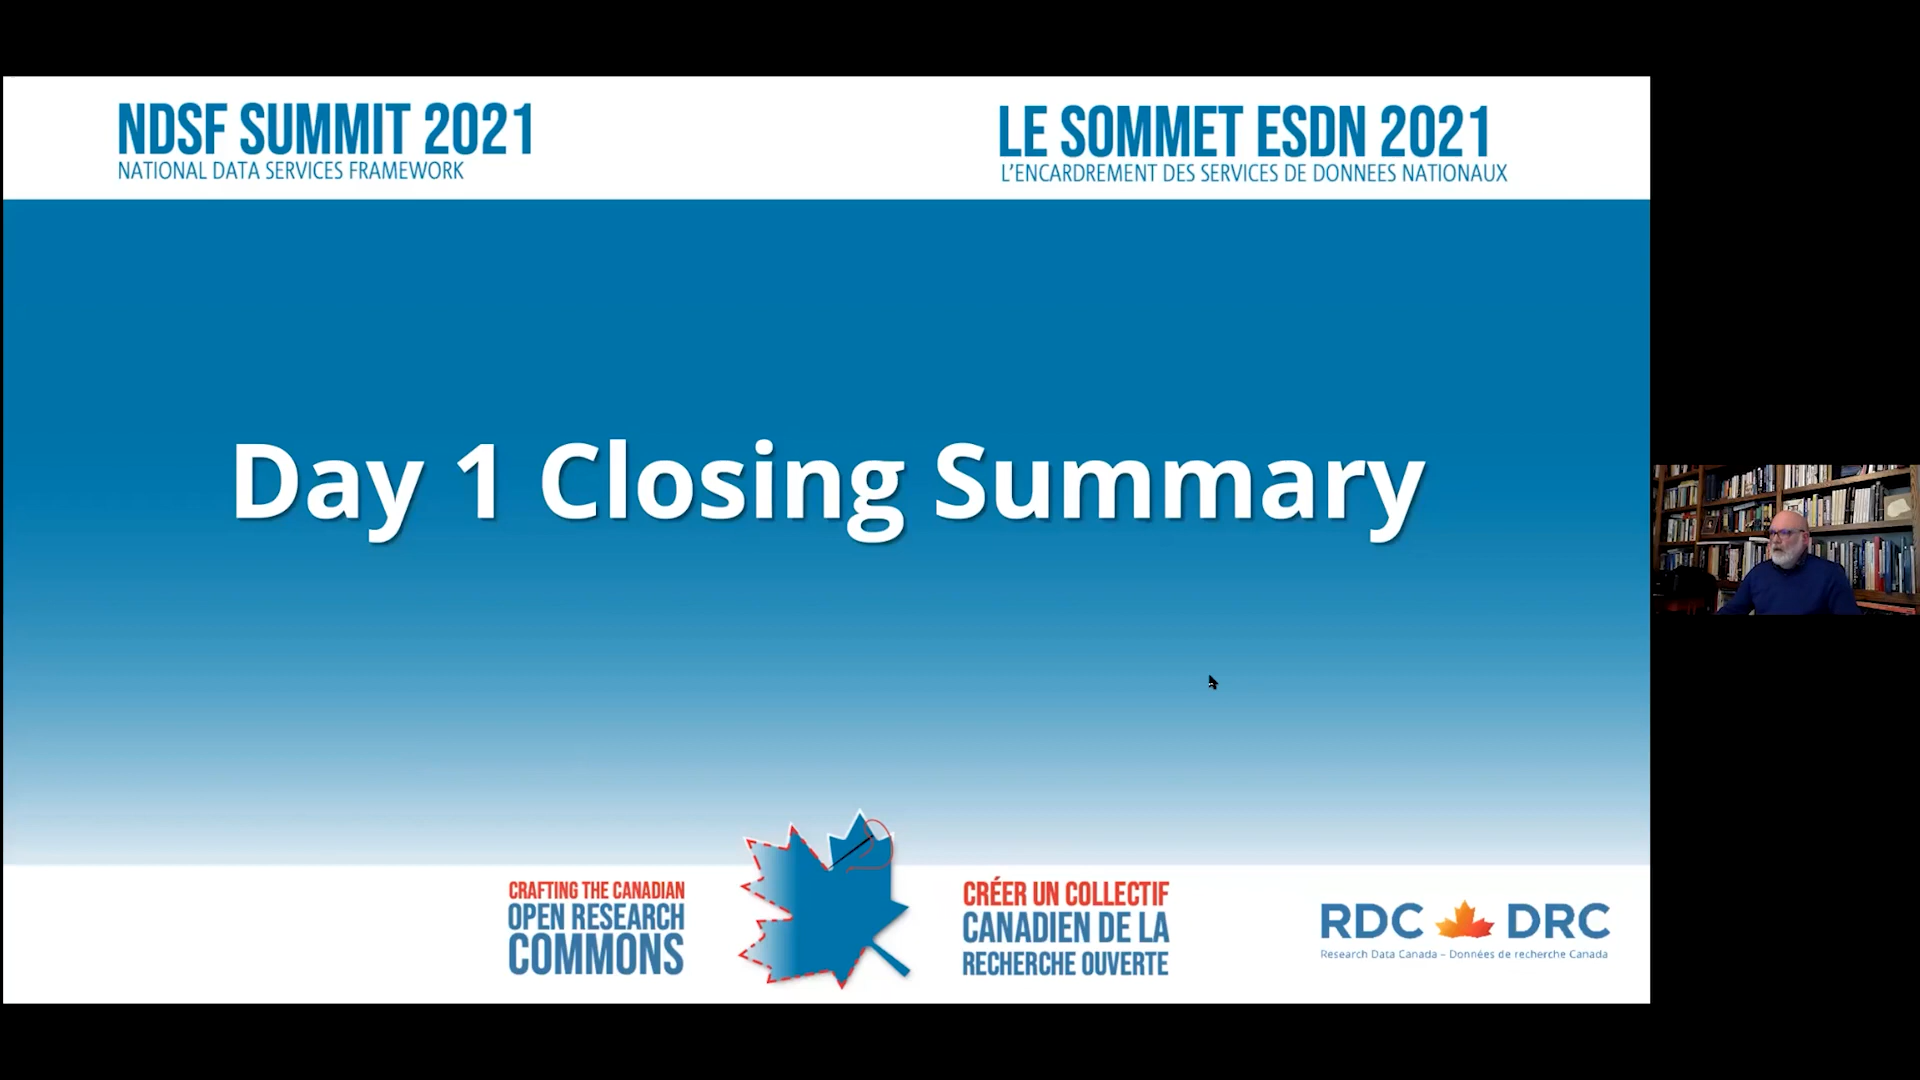 NDSF SUMMIT 2021
NATIONAL DATA SERVICES FRAMEWORK
LE SOMMET ESDN 2021
L'ENCARDREMENT DES SERVICES DE DONNEES NATIONAUX
Day 1 Closing Summary
CRAFTING THE CANADIAN
OPEN RESEARCH
COMMONS
CRÉER UN COLLECTIF
CANADIEN DE LA
RECHERCHE OUVERTE
RDC DRC
Research Data Canada – Données de recherche Canada